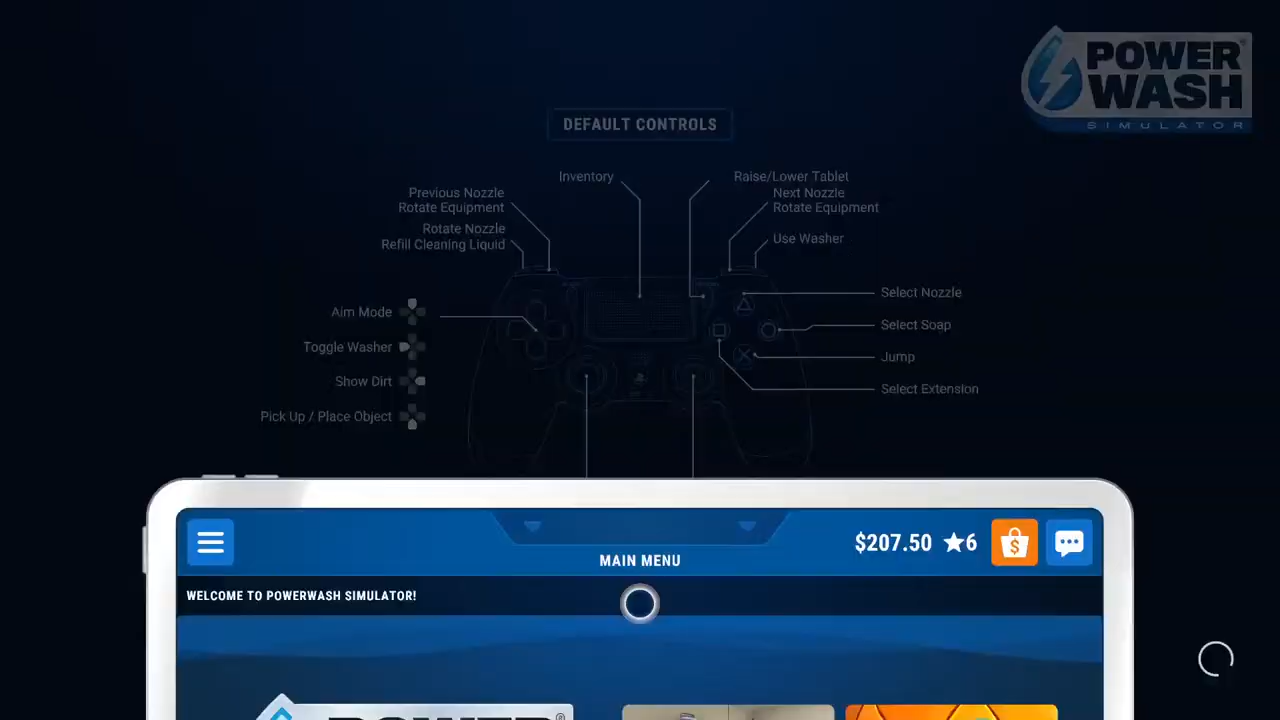 POWER
WASH
SIMULATOR
DEFAULT CONTROLS
Inventory
Raise/Lower Tablet
Previous Nozzle
Rotate Equipment
Next Nozzle
Rotate Equipment
Rotate Nozzle
Refill Cleaning Liquid
Use Washer
Select Nozzle
Aim Mode
Select Soap
Toggle Washer
Jump
Show Dirt
Select Extension
Pick Up / Place Object
$207.50 ★6
MAIN MENU
WELCOME TO POWERWASH SIMULATOR!
POWER